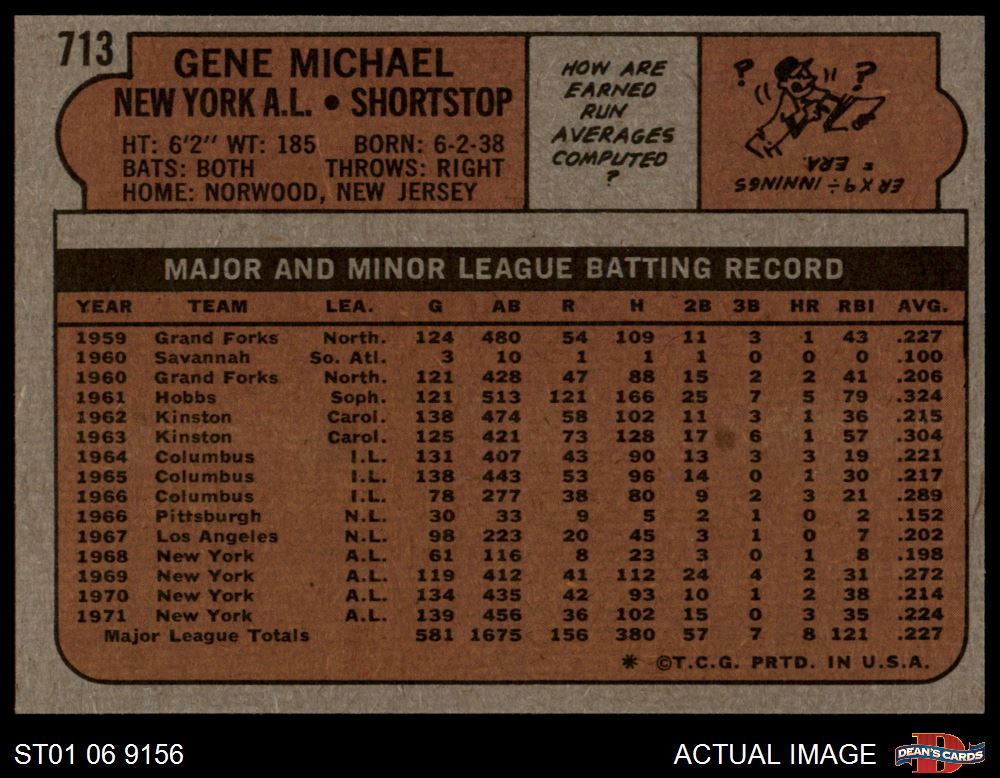 713
GENE MICHAEL
NEW YORK A.L. • SHORTSTOP
HT: 6'2" WT: 185 BORN: 6-2-38
BATS: BOTH THROWS: RIGHT
HOME: NORWOOD, NEW JERSEY
HOW ARE
EARNED
RUN
AVERAGES
COMPUTED
?
? ?
ER X 9 ÷ INNINGS
= ERA.
MAJOR AND MINOR LEAGUE BATTING RECORD
YEAR TEAM LEA. G AB R H 2B 3B HR RBI AVG.
1959 Grand Forks North. 124 480 54 109 11 3 1 43 .227
1960 Savannah So. Atl. 3 10 1 1 1 0 0 0 .100
1960 Grand Forks North. 121 428 47 88 15 2 2 41 .206
1961 Hobbs Soph. 121 513 121 166 25 7 5 79 .324
1962 Kinston Carol. 138 474 58 102 11 3 1 36 .215
1963 Kinston Carol. 125 421 73 128 17 6 1 57 .304
1964 Columbus I.L. 131 407 43 90 13 3 3 19 .221
1965 Columbus I.L. 138 443 53 96 14 0 1 30 .217
1966 Columbus I.L. 78 277 38 80 9 2 3 21 .289
1966 Pittsburgh N.L. 30 33 9 5 2 1 0 2 .152
1967 Los Angeles N.L. 98 223 20 45 3 1 0 7 .202
1968 New York A.L. 61 116 8 23 3 0 1 8 .198
1969 New York A.L. 119 412 41 112 24 4 2 31 .272
1970 New York A.L. 134 435 42 93 10 1 2 38 .214
1971 New York A.L. 139 456 36 102 15 0 3 35 .224
Major League Totals 581 1675 156 380 57 7 8 121 .227
* ©T.C.G. PRTD. IN U.S.A.
ST01 06 9156
ACTUAL IMAGE
DEAN'S CARDS